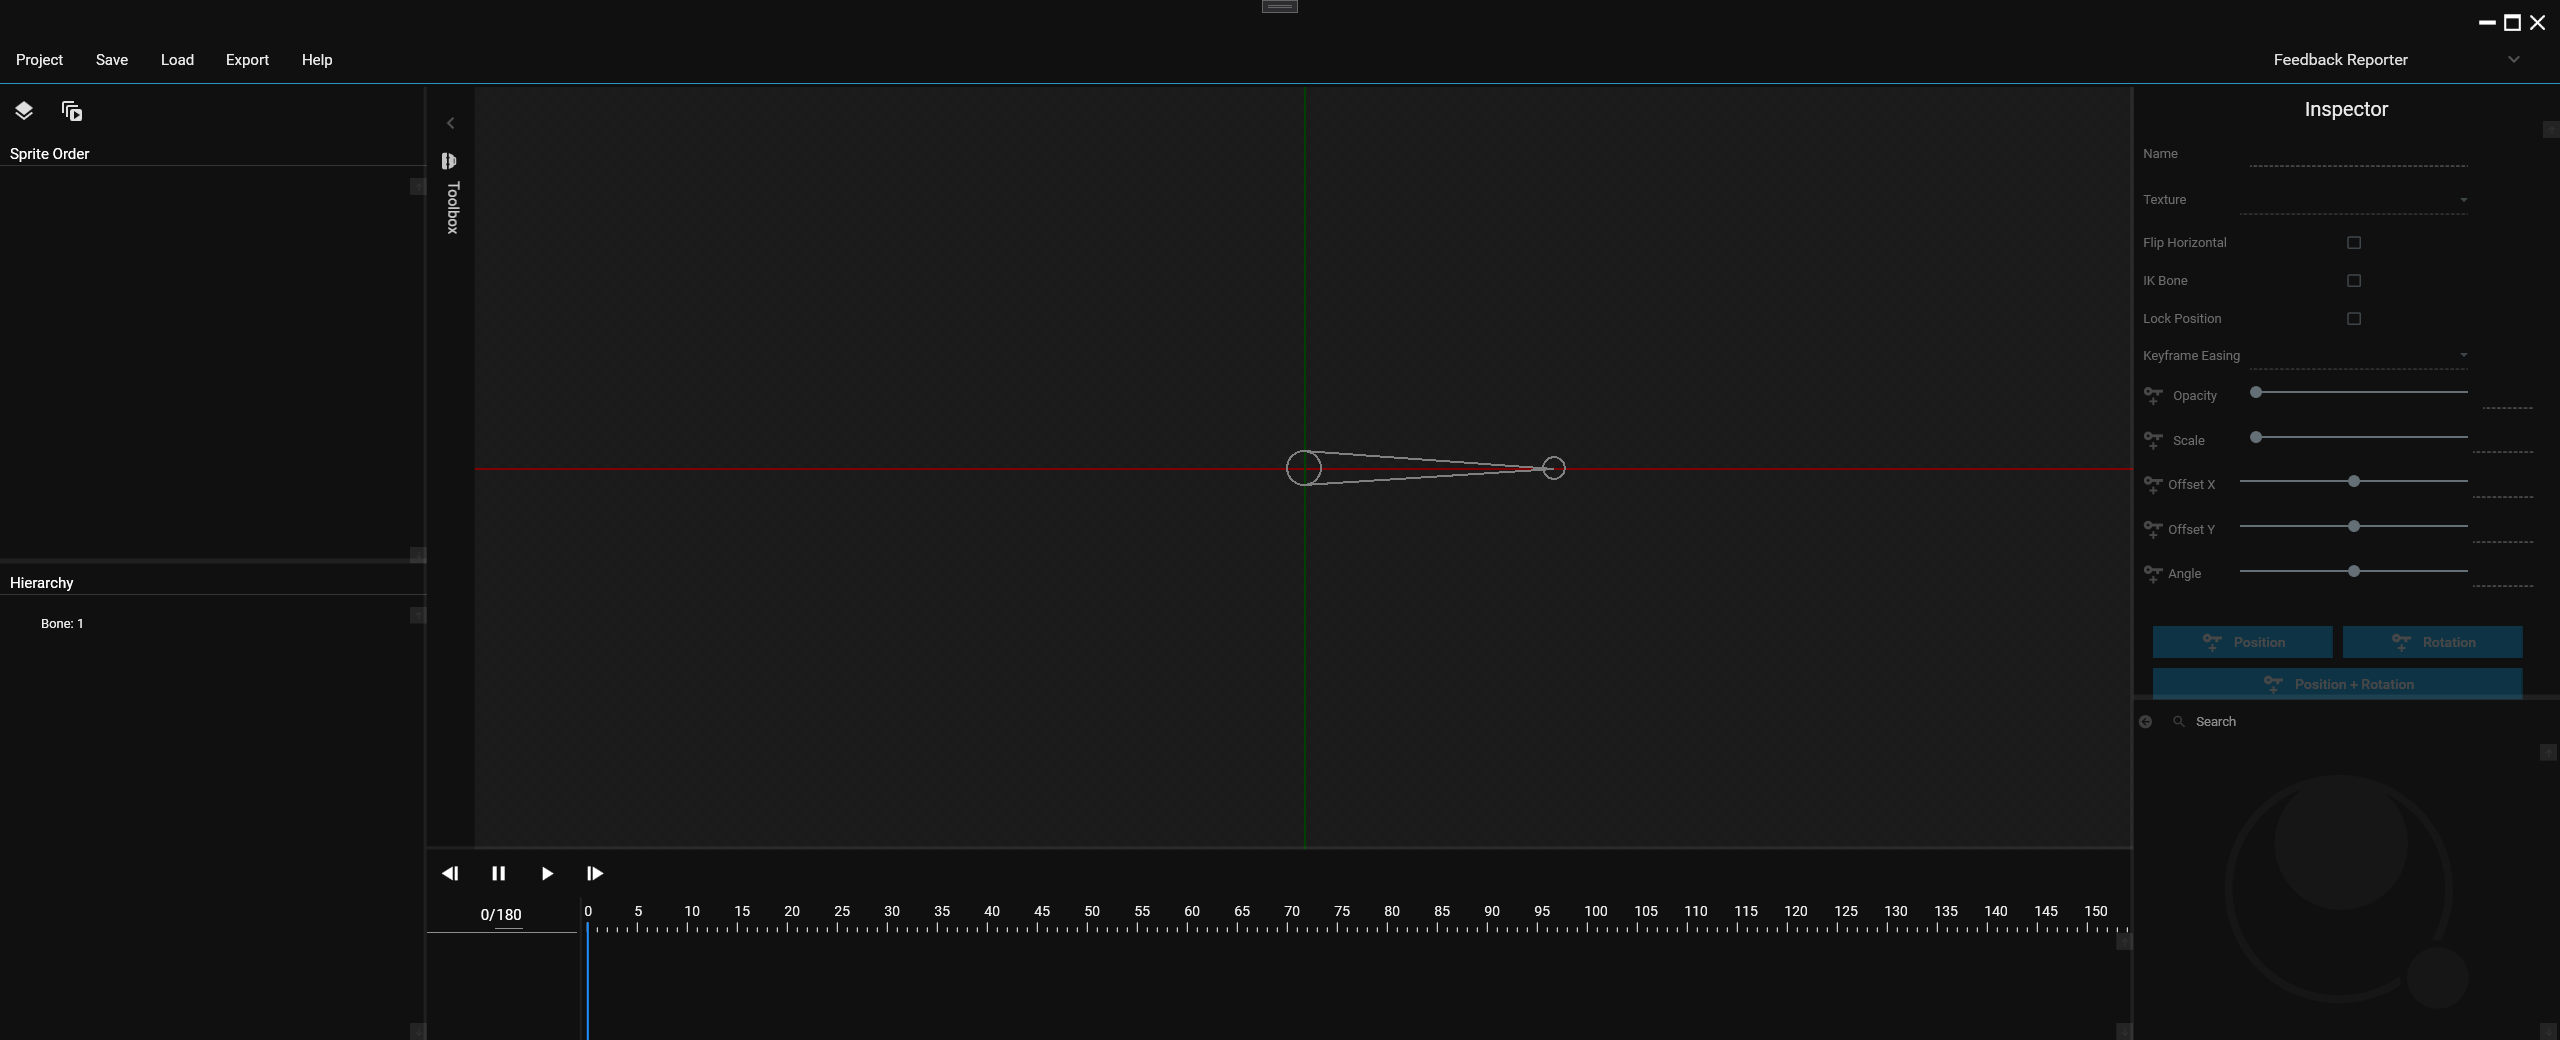 Project Save Load Export Help Feedback Reporter
Sprite Order
Toolbox
Hierarchy
Bone: 1
0/180
0 5 10 15 20 25 30 35 40 45 50 55 60 65 70 75 80 85 90 95 100 105 110 115 120 125 130 135 140 145 150
Inspector
Name
Texture
Flip Horizontal
IK Bone
Lock Position
Keyframe Easing
Opacity
Scale
Offset X
Offset Y
Angle
Position Rotation
Position + Rotation
Search